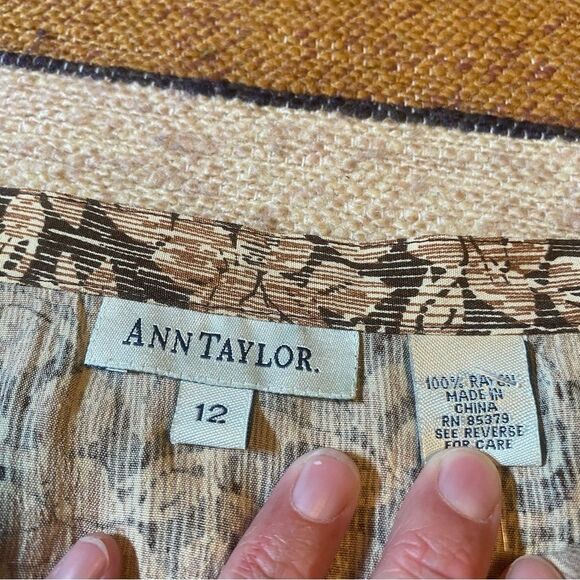 ANN TAYLOR.
12
100% RAYON
MADE IN
CHINA
RN 85379
SEE REVERSE
FOR CARE